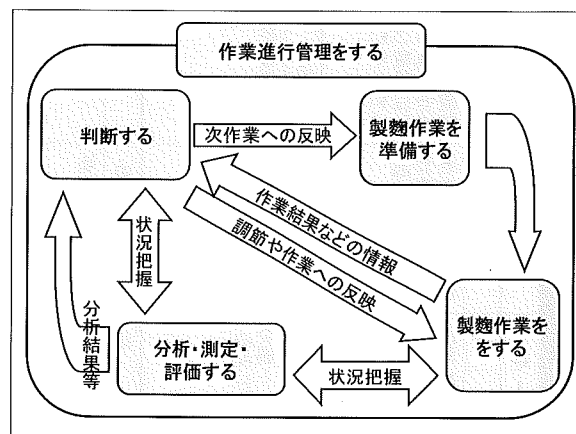 作業進行管理をする
判断する
次作業への反映
製麴作業を
準備する
作業結果などの情報
調節や作業への反映
状況把握
分析結果等
分析・測定・
評価する
状況把握
製麴作業を
をする